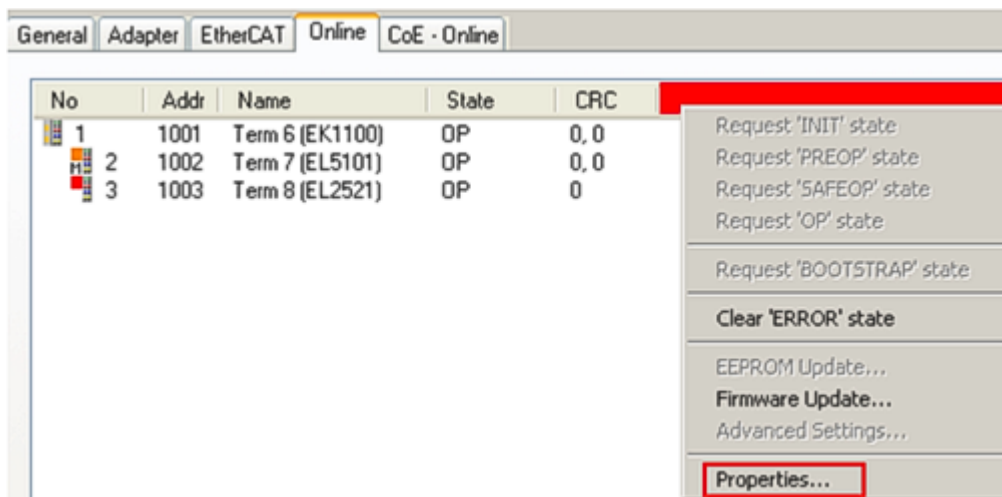 General Adapter EtherCAT Online CoE - Online
No Addr Name State CRC
1 1001 Term 6 (EK1100) OP 0, 0
M 2 1002 Term 7 (EL5101) OP 0, 0
3 1003 Term 8 (EL2521) OP 0
Request 'INIT' state
Request 'PREOP' state
Request 'SAFEOP' state
Request 'OP' state
Request 'BOOTSTRAP' state
Clear 'ERROR' state
EEPROM Update...
Firmware Update...
Advanced Settings...
Properties...